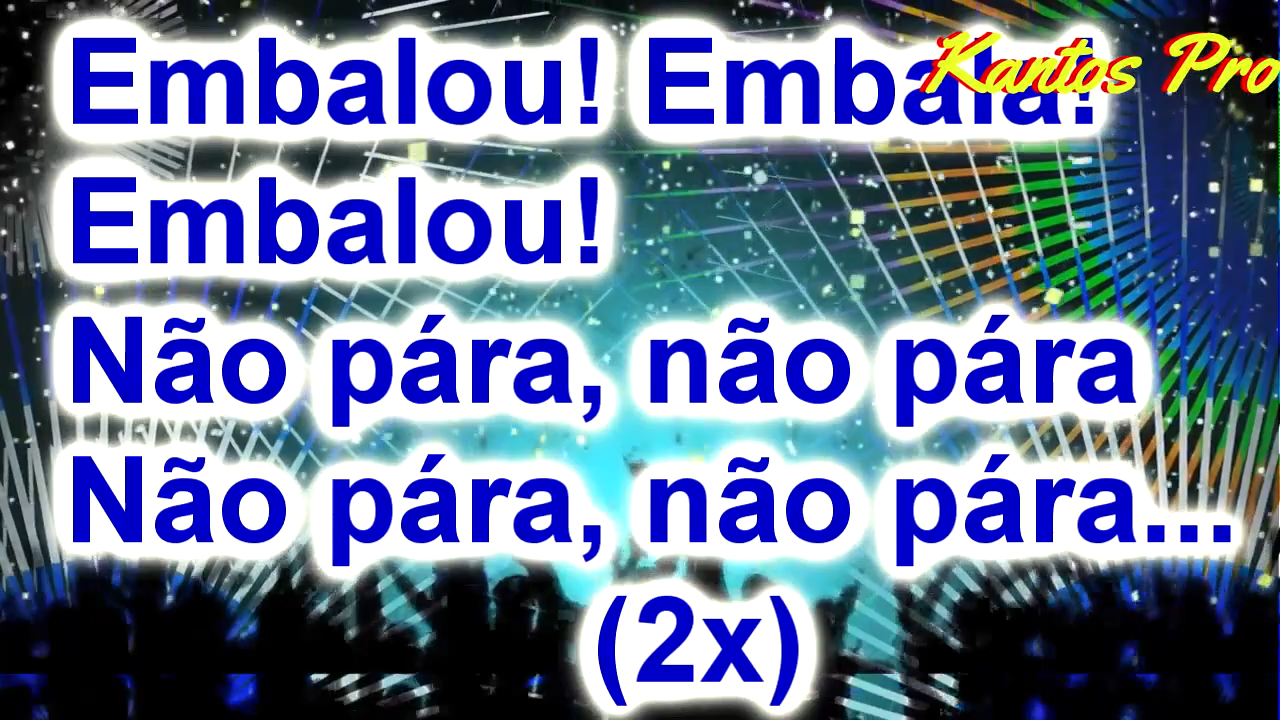 Embalou! Embala!
Kantos Pro
Embalou!
Não pára, não pára
Não pára, não pára...
(2x)